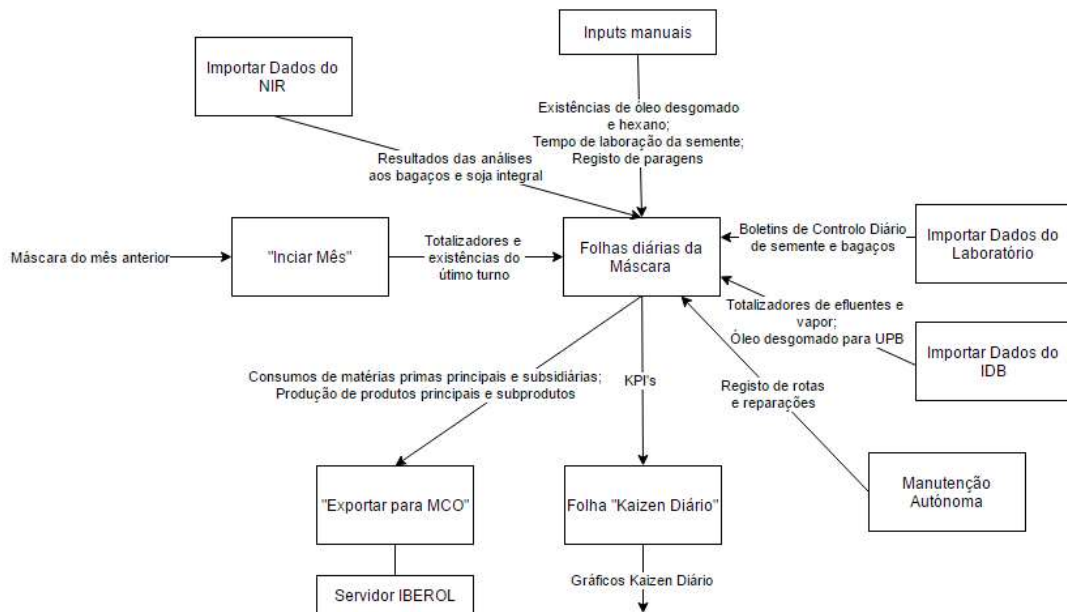 Inputs manuais
Importar Dados do
NIR
Existências de óleo desgomado
e hexano;
Tempo de laboração da semente;
Registo de paragens
Resultados das análises
aos bagaços e soja integral
Máscara do mês anterior
"Inciar Mês"
Totalizadores e
existências do
útimo turno
Folhas diárias da
Máscara
Boletins de Controlo Diário
de semente e bagaços
Importar Dados do
Laboratório
Totalizadores de efluentes e
vapor;
Óleo desgomado para UPB
Importar Dados do
IDB
Consumos de matérias primas principais e subsidiárias;
Produção de produtos principais e subprodutos
KPI's
Registo de rotas
e reparações
"Exportar para MCO"
Folha "Kaizen Diário"
Manutenção
Autónoma
Servidor IBEROL
Gráficos Kaizen Diário